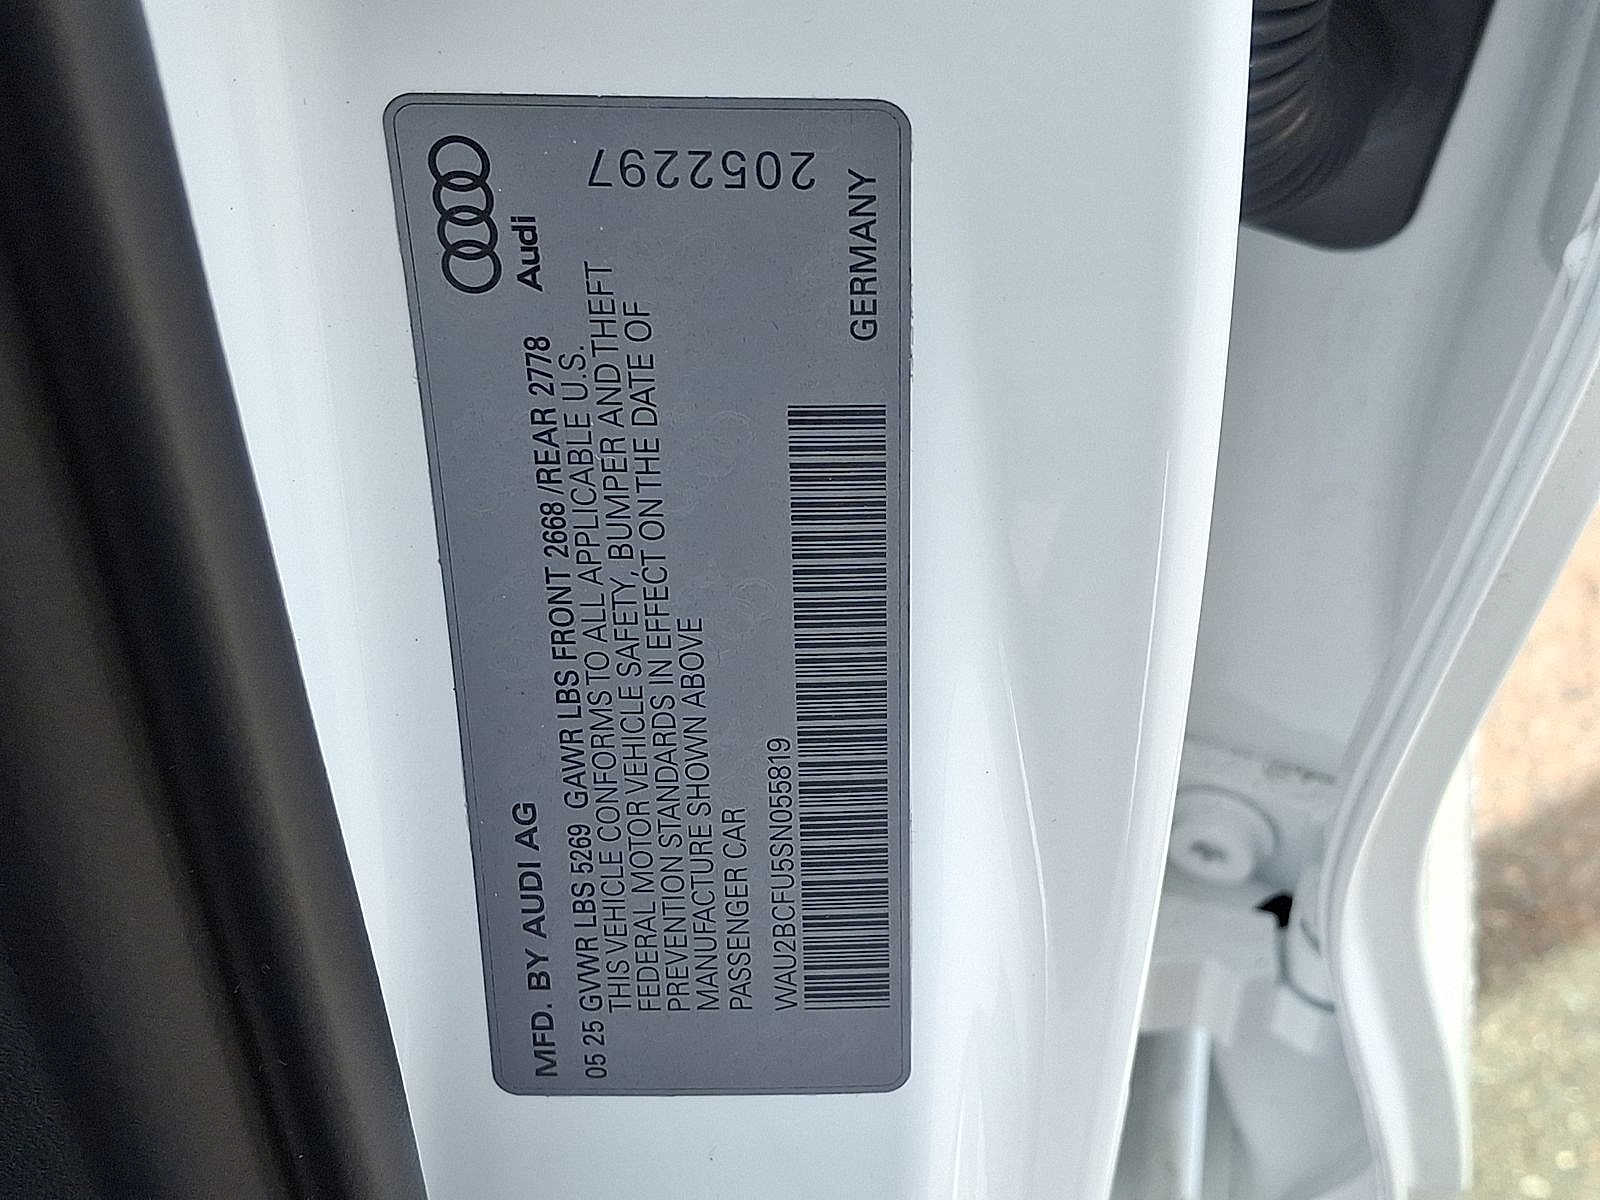 Audi
2052297
MFD. BY AUDI AG
05 25 GVWR LBS 5269 GAWR LBS FRONT 2668 /REAR 2778
THIS VEHICLE CONFORMS TO ALL APPLICABLE U.S.
FEDERAL MOTOR VEHICLE SAFETY, BUMPER AND THEFT
PREVENTION STANDARDS IN EFFECT ON THE DATE OF
MANUFACTURE SHOWN ABOVE
PASSENGER CAR
WAU2BCFU5SN055819
GERMANY